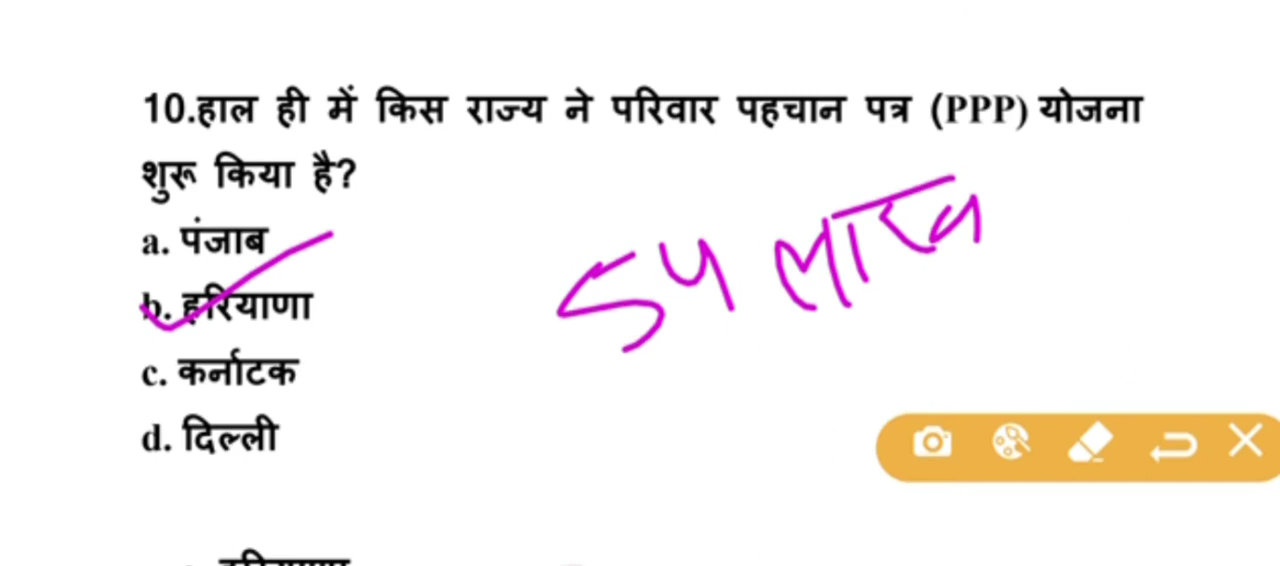 10.हाल ही में किस राज्य ने परिवार पहचान पत्र (PPP) योजना
शुरू किया है?
a. पंजाब
b. हरियाणा
54 लाख
c. कर्नाटक
d. दिल्ली